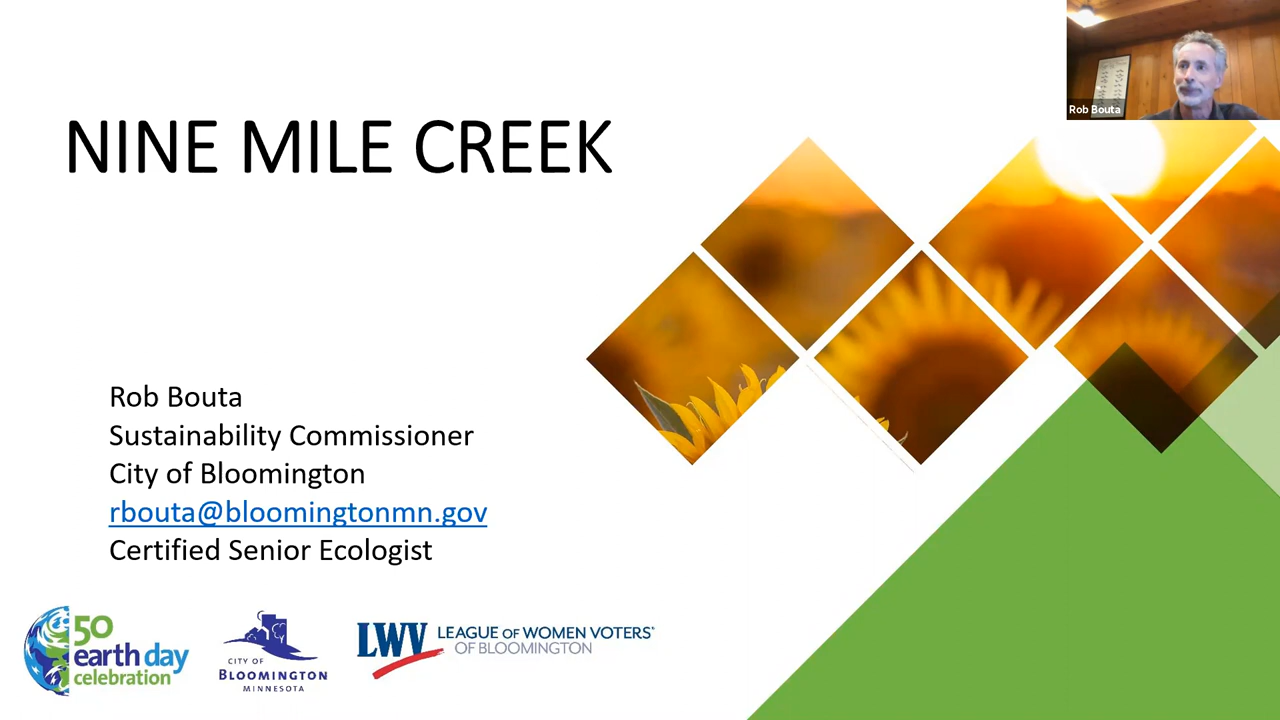 NINE MILE CREEK
Rob Bouta
Rob Bouta
Sustainability Commissioner
City of Bloomington
rbouta@bloomingtonmn.gov
Certified Senior Ecologist
50
earth day
celebration
CITY OF
BLOOMINGTON
MINNESOTA
LWV
LEAGUE OF WOMEN VOTERS
OF BLOOMINGTON